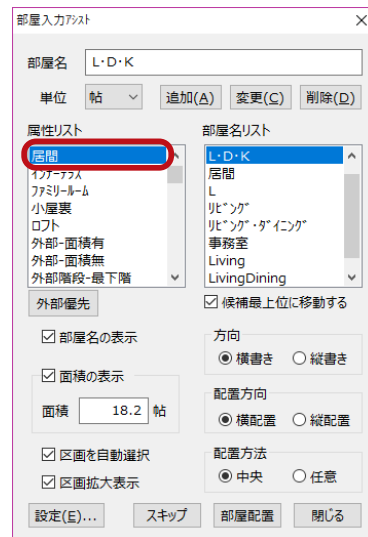 部屋入力ｱｼｽﾄ
部屋名 L・D・K
単位 帖 追加(A) 変更(C) 削除(D)
属性リスト
居間
ｲﾝﾅｰﾃﾗｽ
ﾌｧﾐﾘｰﾙｰﾑ
小屋裏
ロフト
外部-面積有
外部-面積無
外部階段-最下階
外部優先
部屋名リスト
L・D・K
居間
L
ﾘﾋﾞﾝｸﾞ
ﾘﾋﾞﾝｸﾞ・ﾀﾞｲﾆﾝｸﾞ
事務室
Living
LivingDining
候補最上位に移動する
部屋名の表示
面積の表示
面積 18.2 帖
区画を自動選択
区画拡大表示
方向
横書き 縦書き
配置方向
横配置 縦配置
配置方法
中央 任意
設定(E)... スキップ 部屋配置 閉じる